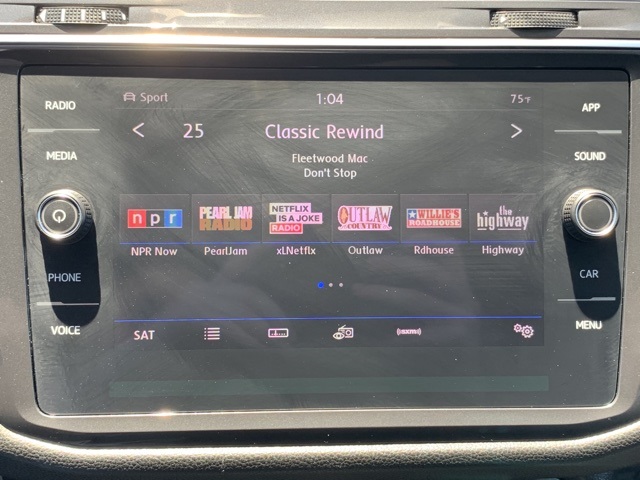 RADIO
Sport
1:04
75°F
APP
MEDIA
< 25 Classic Rewind >
SOUND
Fleetwood Mac
Don't Stop
npr
PEARL JAM
RADIO
NETFLIX
IS A JOKE
RADIO
OUTLAW
COUNTRY
WILLIE'S
ROADHOUSE
the
highway
NPR Now
PearlJam
xLNetflx
Outlaw
Rdhouse
Highway
PHONE
CAR
VOICE
SAT
(SXM)
MENU